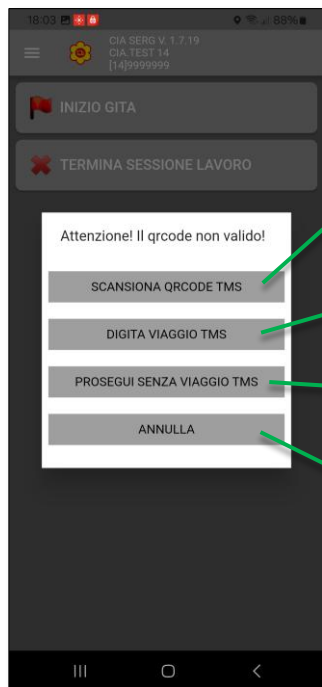 18:03 88%
CIA SERG V. 1.7.19
CIA.TEST 14
[14]9999999
INIZIO GITA
TERMINA SESSIONE LAVORO
Attenzione! Il qrcode non valido!
SCANSIONA QRCODE TMS
DIGITA VIAGGIO TMS
PROSEGUI SENZA VIAGGIO TMS
ANNULLA